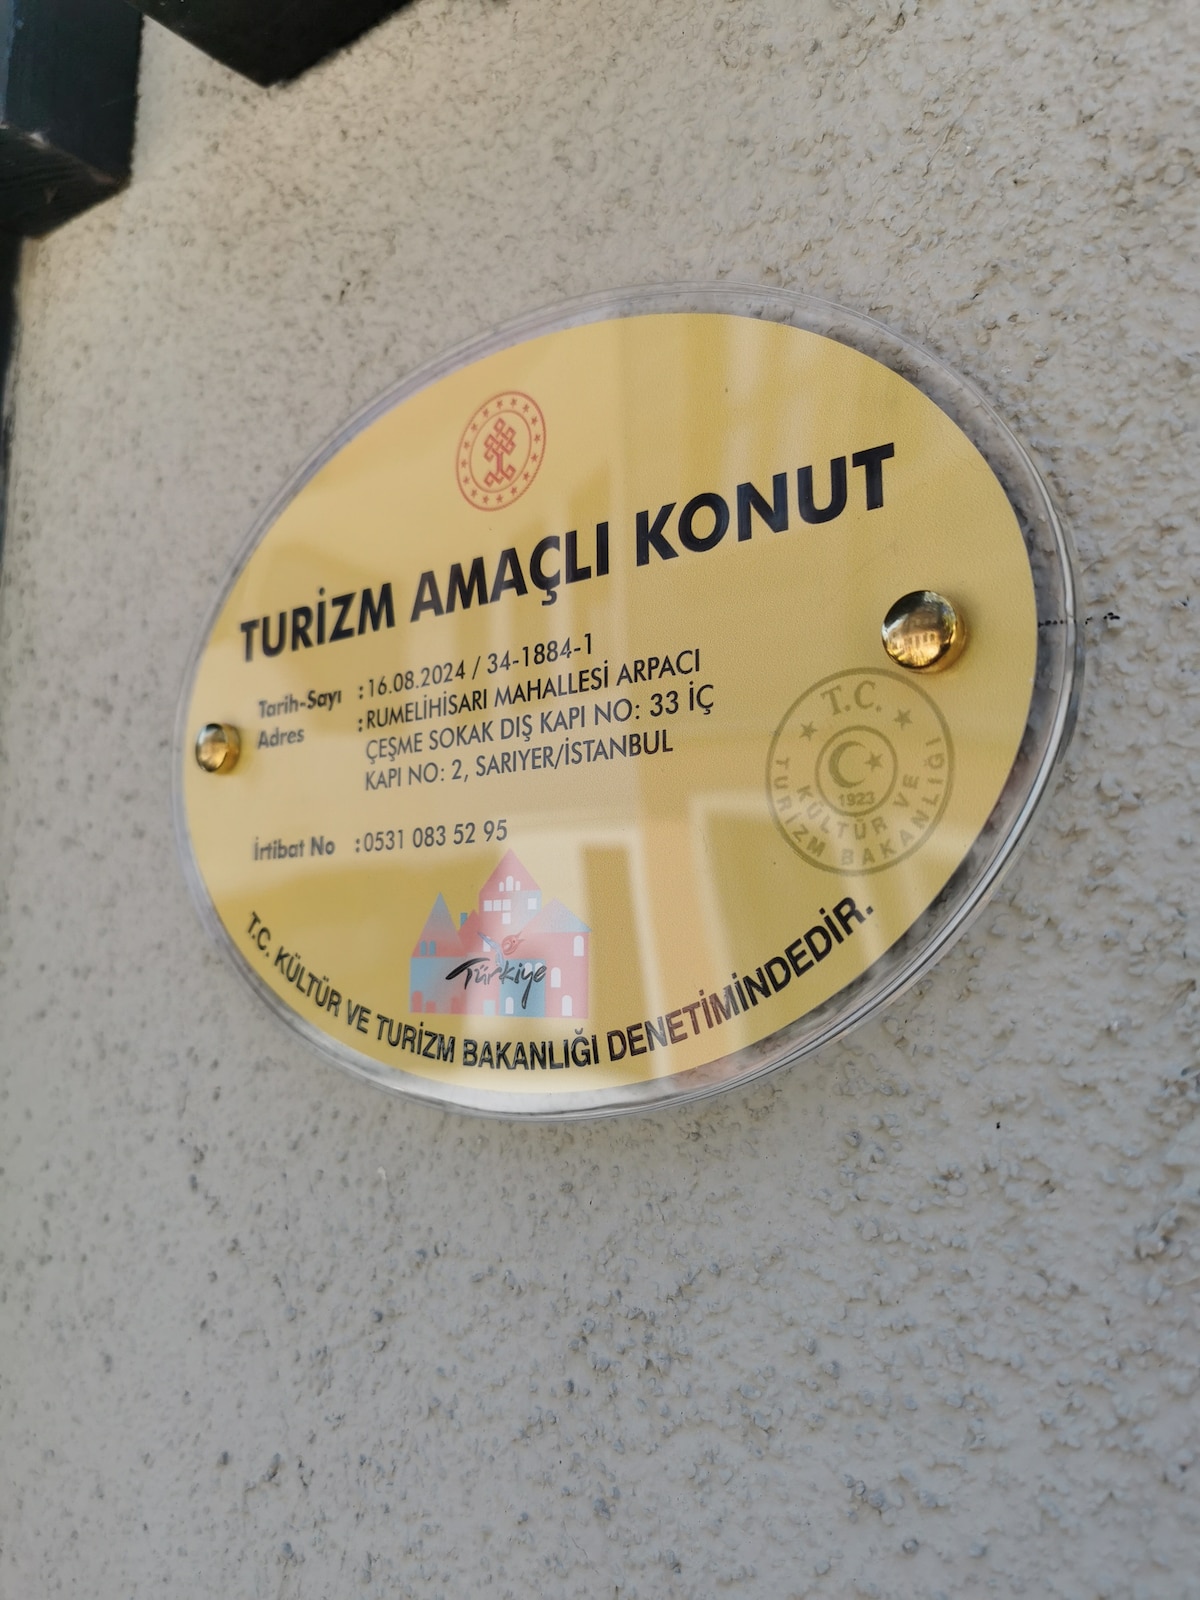 TURİZM AMAÇLI KONUT
Tarih-Sayı : 16.08.2024 / 34-1884-1
Adres : RUMELİHİSARI MAHALLESİ ARPACI
ÇEŞME SOKAK DIŞ KAPI NO: 33 İÇ
KAPI NO: 2, SARIYER/İSTANBUL
İrtibat No : 0531 083 52 95
T.C.
1923
KÜLTÜR VE
TURİZM BAKANLIĞI
Türkiye
T.C. KÜLTÜR VE TURİZM BAKANLIĞI DENETİMİNDEDİR.